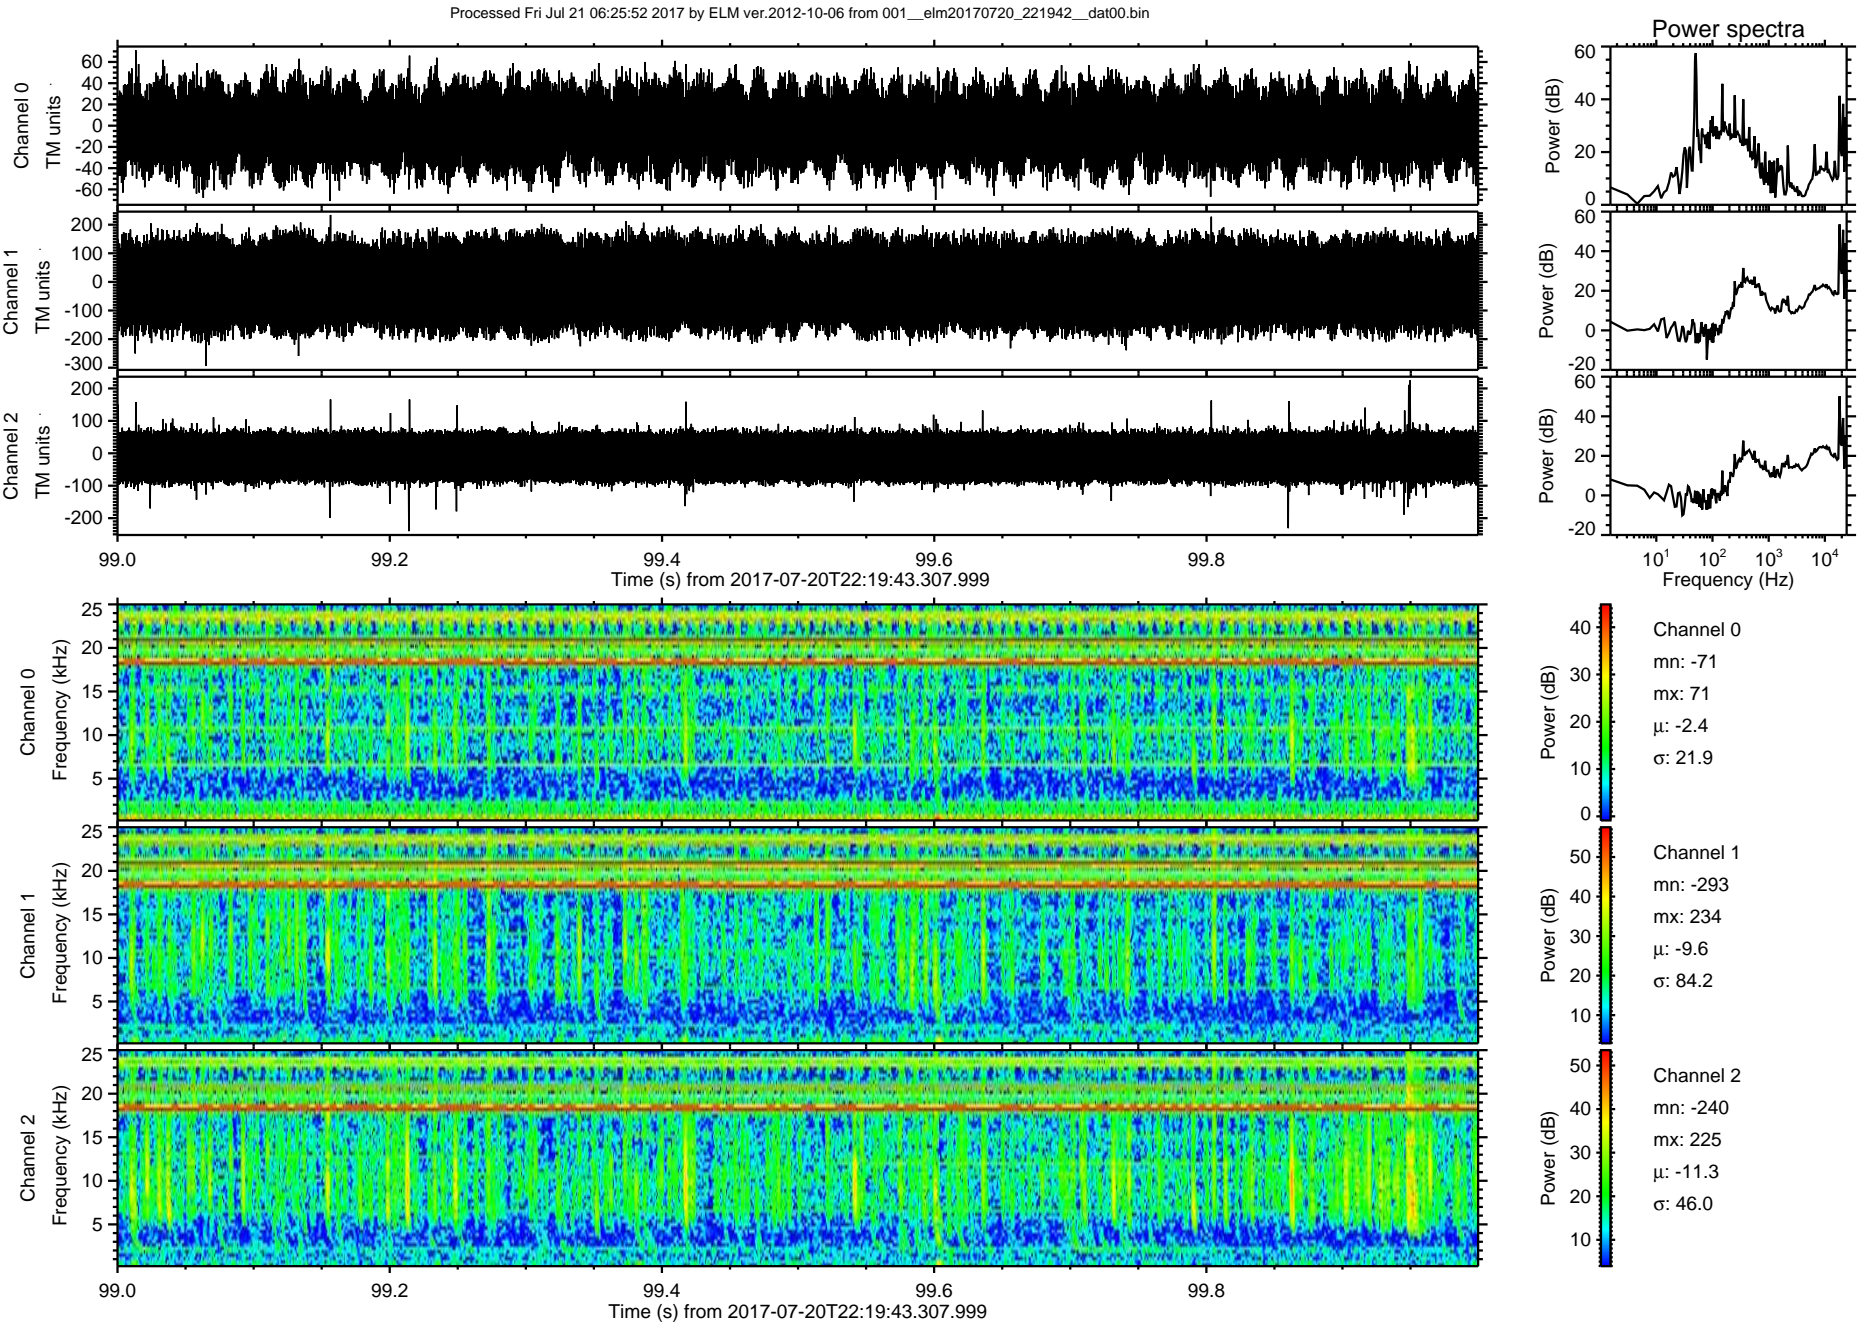 Processed Fri Jul 21 06:25:52 2017 by ELM ver.2012-10-06 from 001__elm20170720_221942__dat00.bin
Power spectra
Channel 0
TM units
60
40
20
0
-20
-40
-60
Power (dB)
60
40
20
0
Channel 1
TM units
200
100
0
-100
-200
-300
Power (dB)
60
40
20
0
-20
Channel 2
TM units
200
100
0
-100
-200
Power (dB)
60
40
20
0
-20
99.0 99.2 99.4 99.6 99.8
Time (s) from 2017-07-20T22:19:43.307.999
10¹ 10² 10³ 10⁴
Frequency (Hz)
Channel 0
Frequency (kHz)
25
20
15
10
5
Power (dB)
40
30
20
10
0
Channel 0
mn: -71
mx: 71
µ: -2.4
σ: 21.9
Channel 1
Frequency (kHz)
25
20
15
10
5
Power (dB)
50
40
30
20
10
Channel 1
mn: -293
mx: 234
µ: -9.6
σ: 84.2
Channel 2
Frequency (kHz)
25
20
15
10
5
Power (dB)
50
40
30
20
10
Channel 2
mn: -240
mx: 225
µ: -11.3
σ: 46.0
99.0 99.2 99.4 99.6 99.8
Time (s) from 2017-07-20T22:19:43.307.999